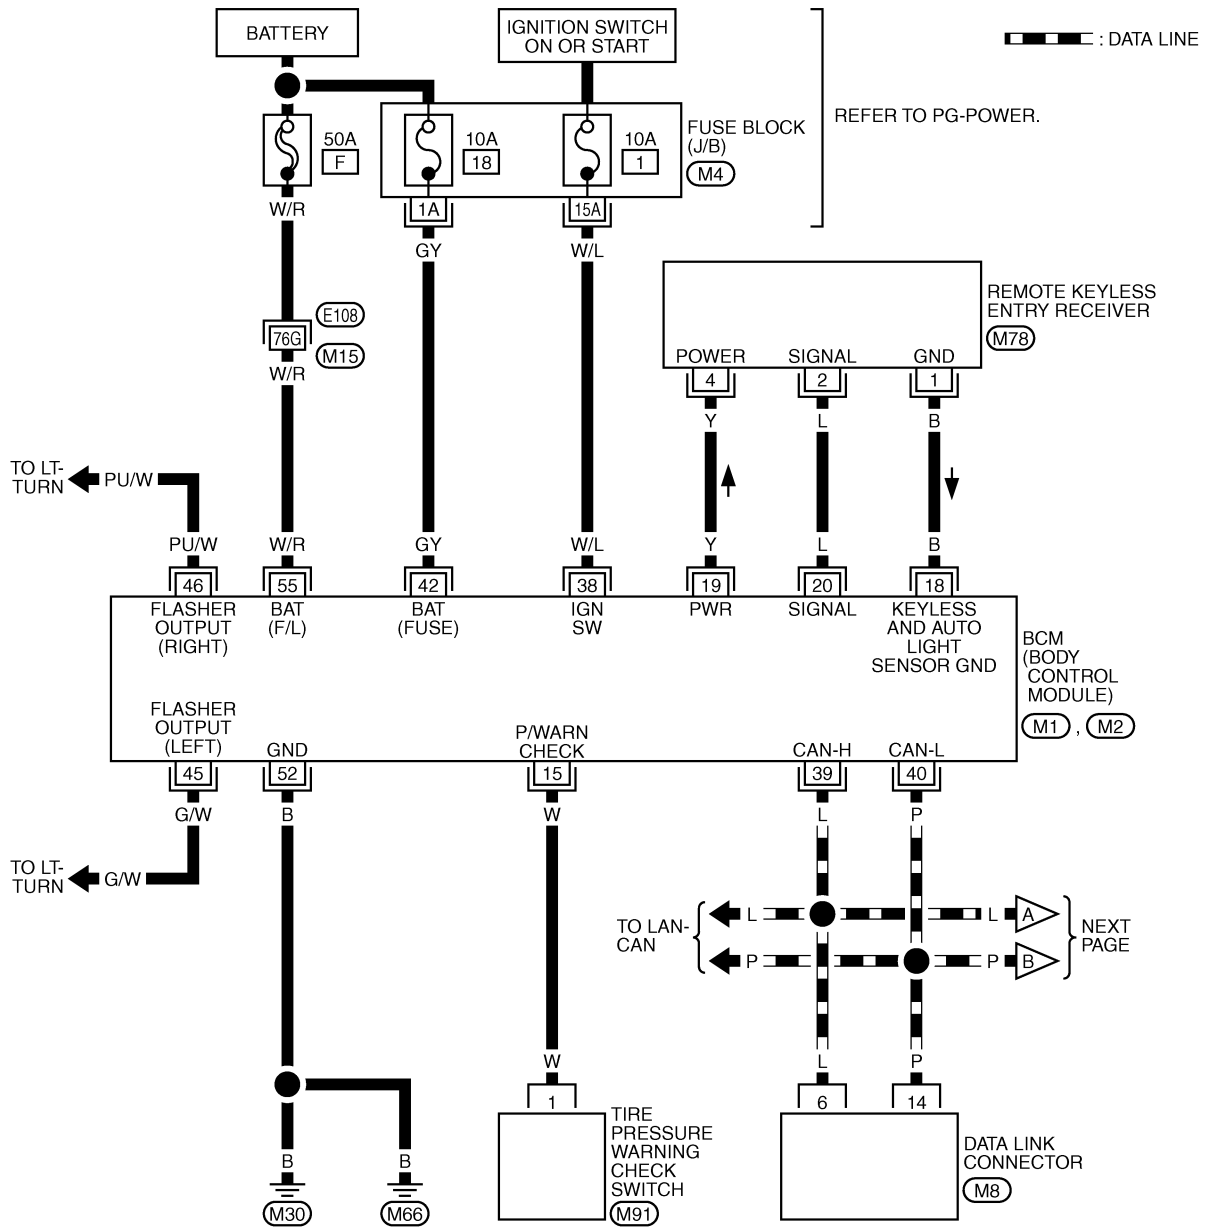 BATTERY
IGNITION SWITCH
ON OR START
: DATA LINE
REFER TO PG-POWER.
50A
F
10A
18
10A
1
FUSE BLOCK
(J/B)
M4
W/R
1A
15A
GY
W/L
E108
76G
M15
W/R
REMOTE KEYLESS
ENTRY RECEIVER
M78
POWER
SIGNAL
GND
4
2
1
Y
L
B
TO LT-
TURN
PU/W
PU/W
W/R
GY
W/L
Y
L
B
46
55
42
38
19
20
18
FLASHER
OUTPUT
(RIGHT)
BAT
(F/L)
BAT
(FUSE)
IGN
SW
PWR
SIGNAL
KEYLESS
AND AUTO
LIGHT
SENSOR GND
BCM
(BODY
CONTROL
MODULE)
M1 , M2
FLASHER
OUTPUT
(LEFT)
GND
P/WARN
CHECK
CAN-H
CAN-L
45
52
15
39
40
G/W
B
W
L
P
TO LT-
TURN
G/W
TO LAN-
CAN
L
L
A
P
P
B
NEXT
PAGE
W
L
P
1
6
14
TIRE
PRESSURE
WARNING
CHECK
SWITCH
M91
DATA LINK
CONNECTOR
M8
B
B
M30
M66